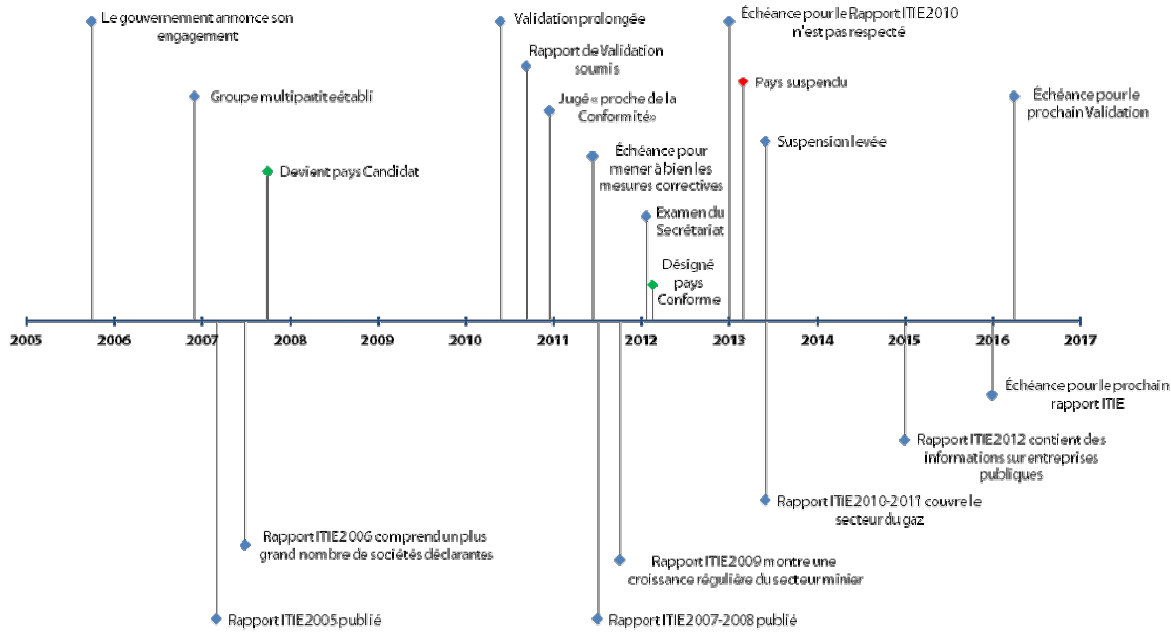 Le gouvernement annonce son
engagement
Validation prolongée
Échéance pour le Rapport ITIE 2010
n'est pas respecté
Rapport de Validation
soumis
Pays suspendu
Groupe multipartite établi
Jugé « proche de la
Conformité»
Échéance pour le
prochain Validation
Suspension levée
Échéance pour
mener à bien les
mesures correctives
Devient pays Candidat
Examen du
Secrétariat
Désigné
pays
Conforme
2005 2006 2007 2008 2009 2010 2011 2012 2013 2014 2015 2016 2017
Échéance pour le prochain
rapport ITIE
Rapport ITIE 2012 contient des
informations sur entreprises
publiques
Rapport ITIE 2010-2011 couvre le
secteur du gaz
Rapport ITIE 2006 comprend un plus
grand nombre de sociétés déclarantes
Rapport ITIE 2009 montre une
croissance régulière du secteur minier
Rapport ITIE 2005 publié
Rapport ITIE 2007-2008 publié